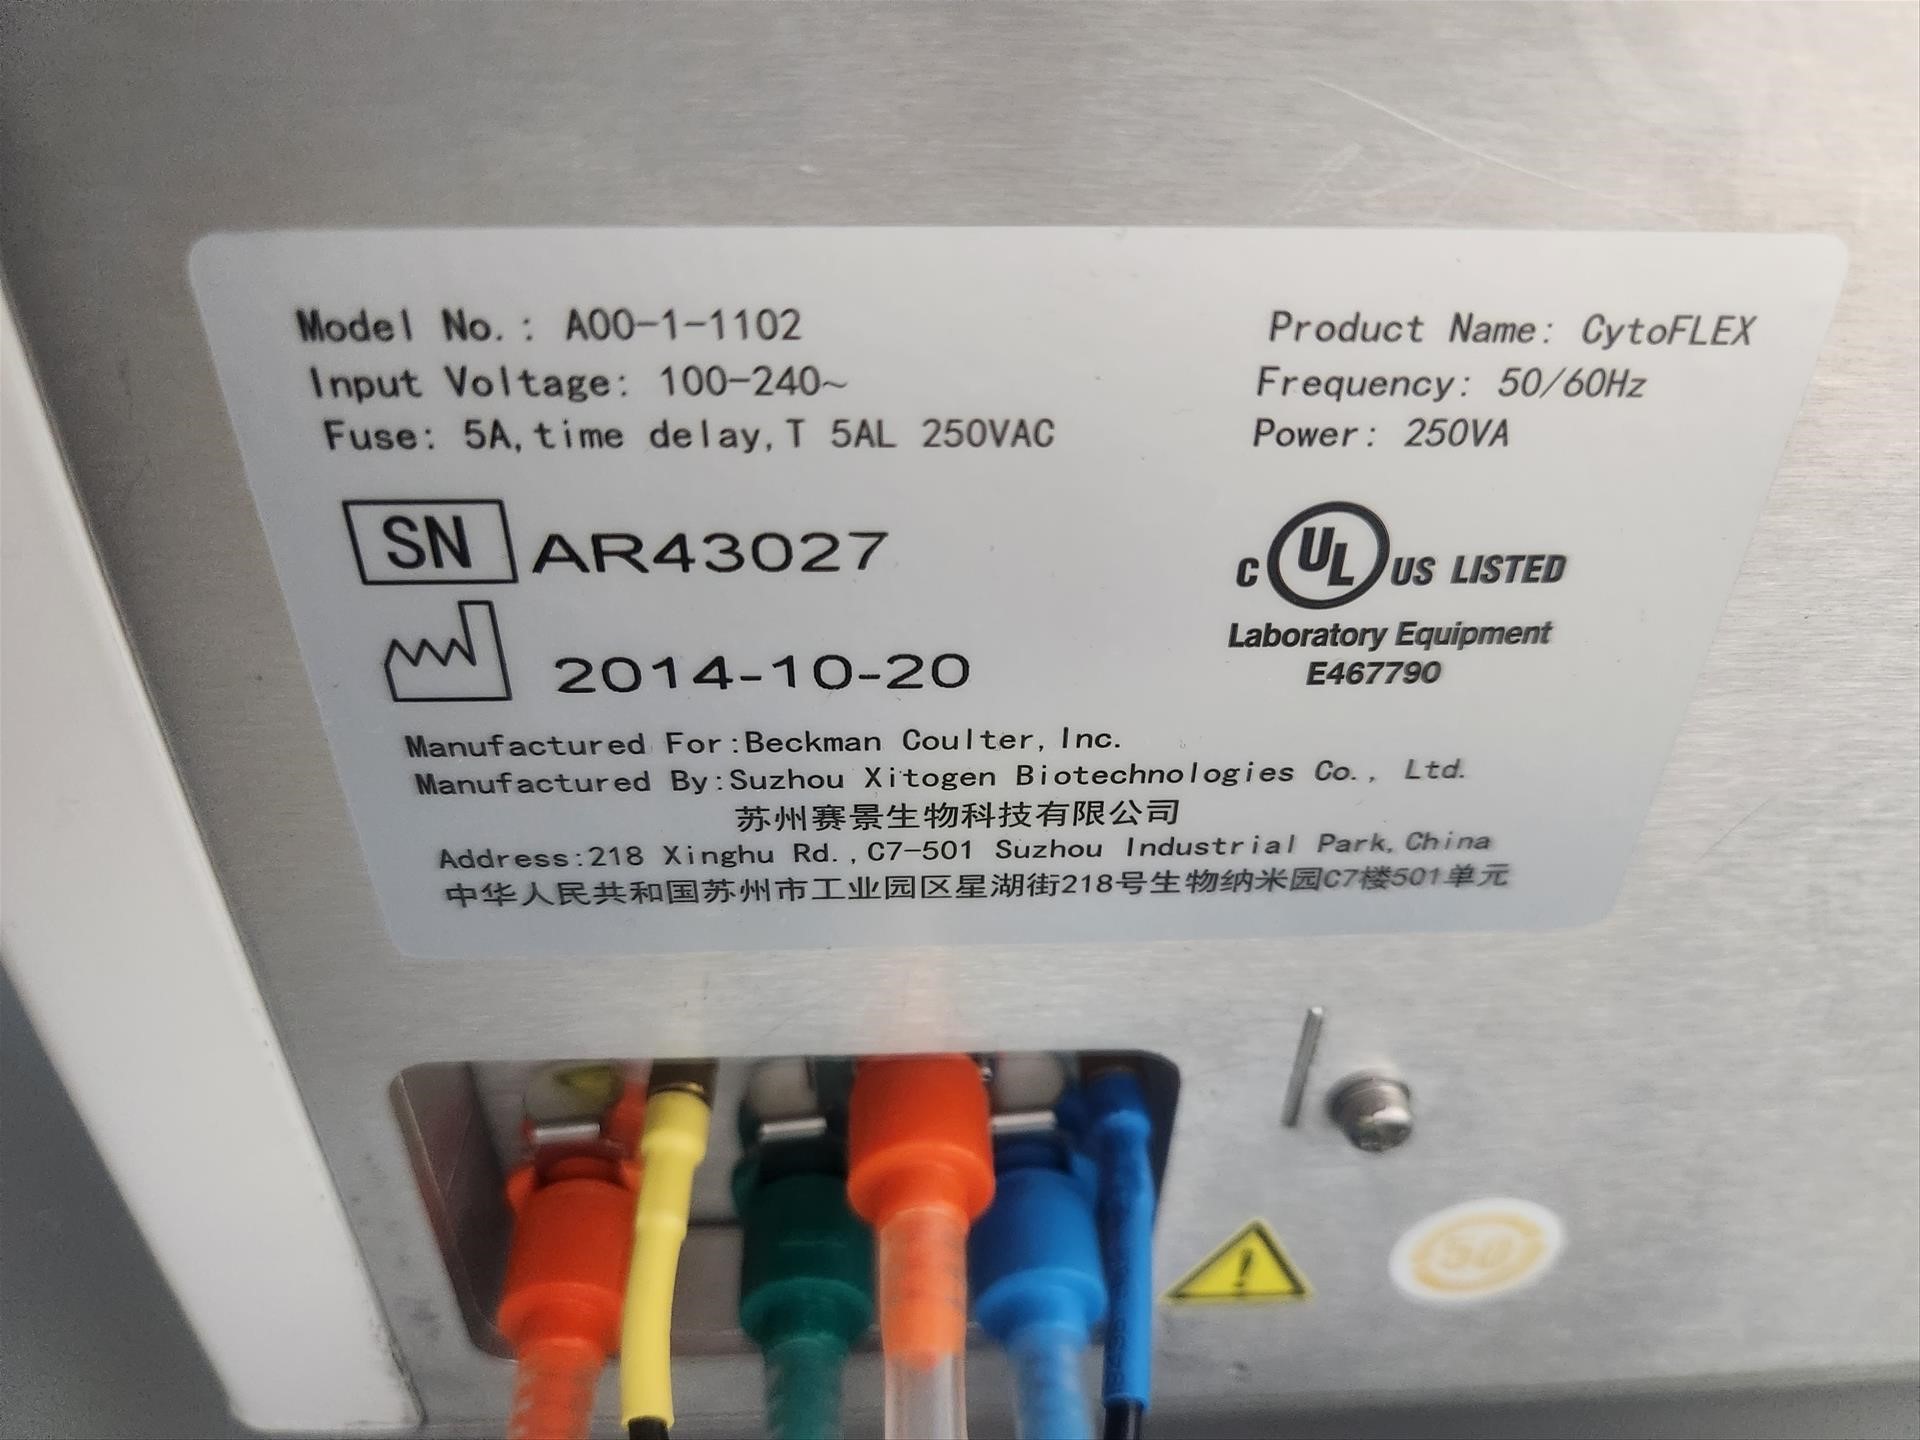 Model No.: A00-1-1102
Product Name: CytoFLEX
Input Voltage: 100-240~
Frequency: 50/60Hz
Fuse: 5A,time delay,T 5AL 250VAC
Power: 250VA
SN AR43027
C UL US LISTED
Laboratory Equipment
E467790
2014-10-20
Manufactured For:Beckman Coulter,Inc.
Manufactured By:Suzhou Xitogen Biotechnologies Co., Ltd.
苏州赛景生物科技有限公司
Address:218 Xinghu Rd.,C7-501 Suzhou Industrial Park,China
中华人民共和国苏州市工业园区星湖街218号生物纳米园C7楼501单元
50